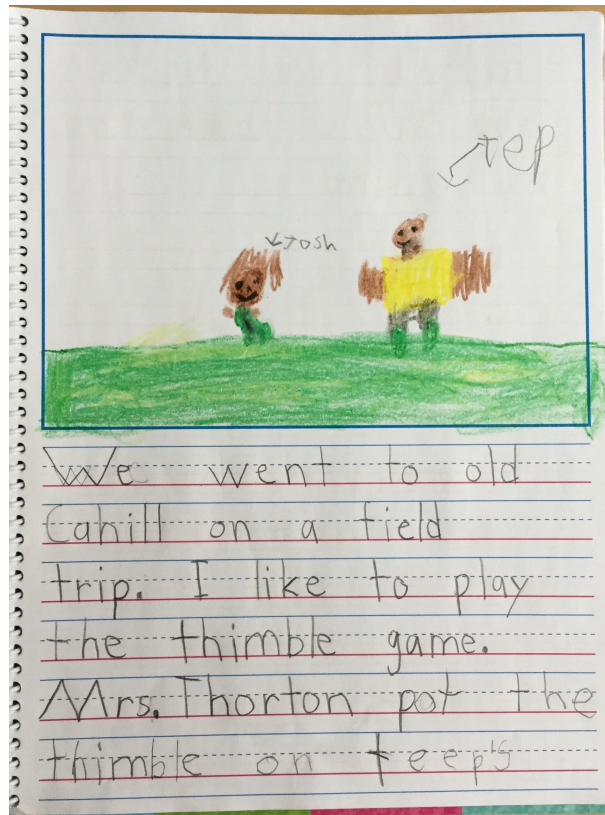 tep
Josh
We went to old
Cahill on a field
trip. I like to play
the thimble game.
Mrs. Thorton pot the
thimble on teep's